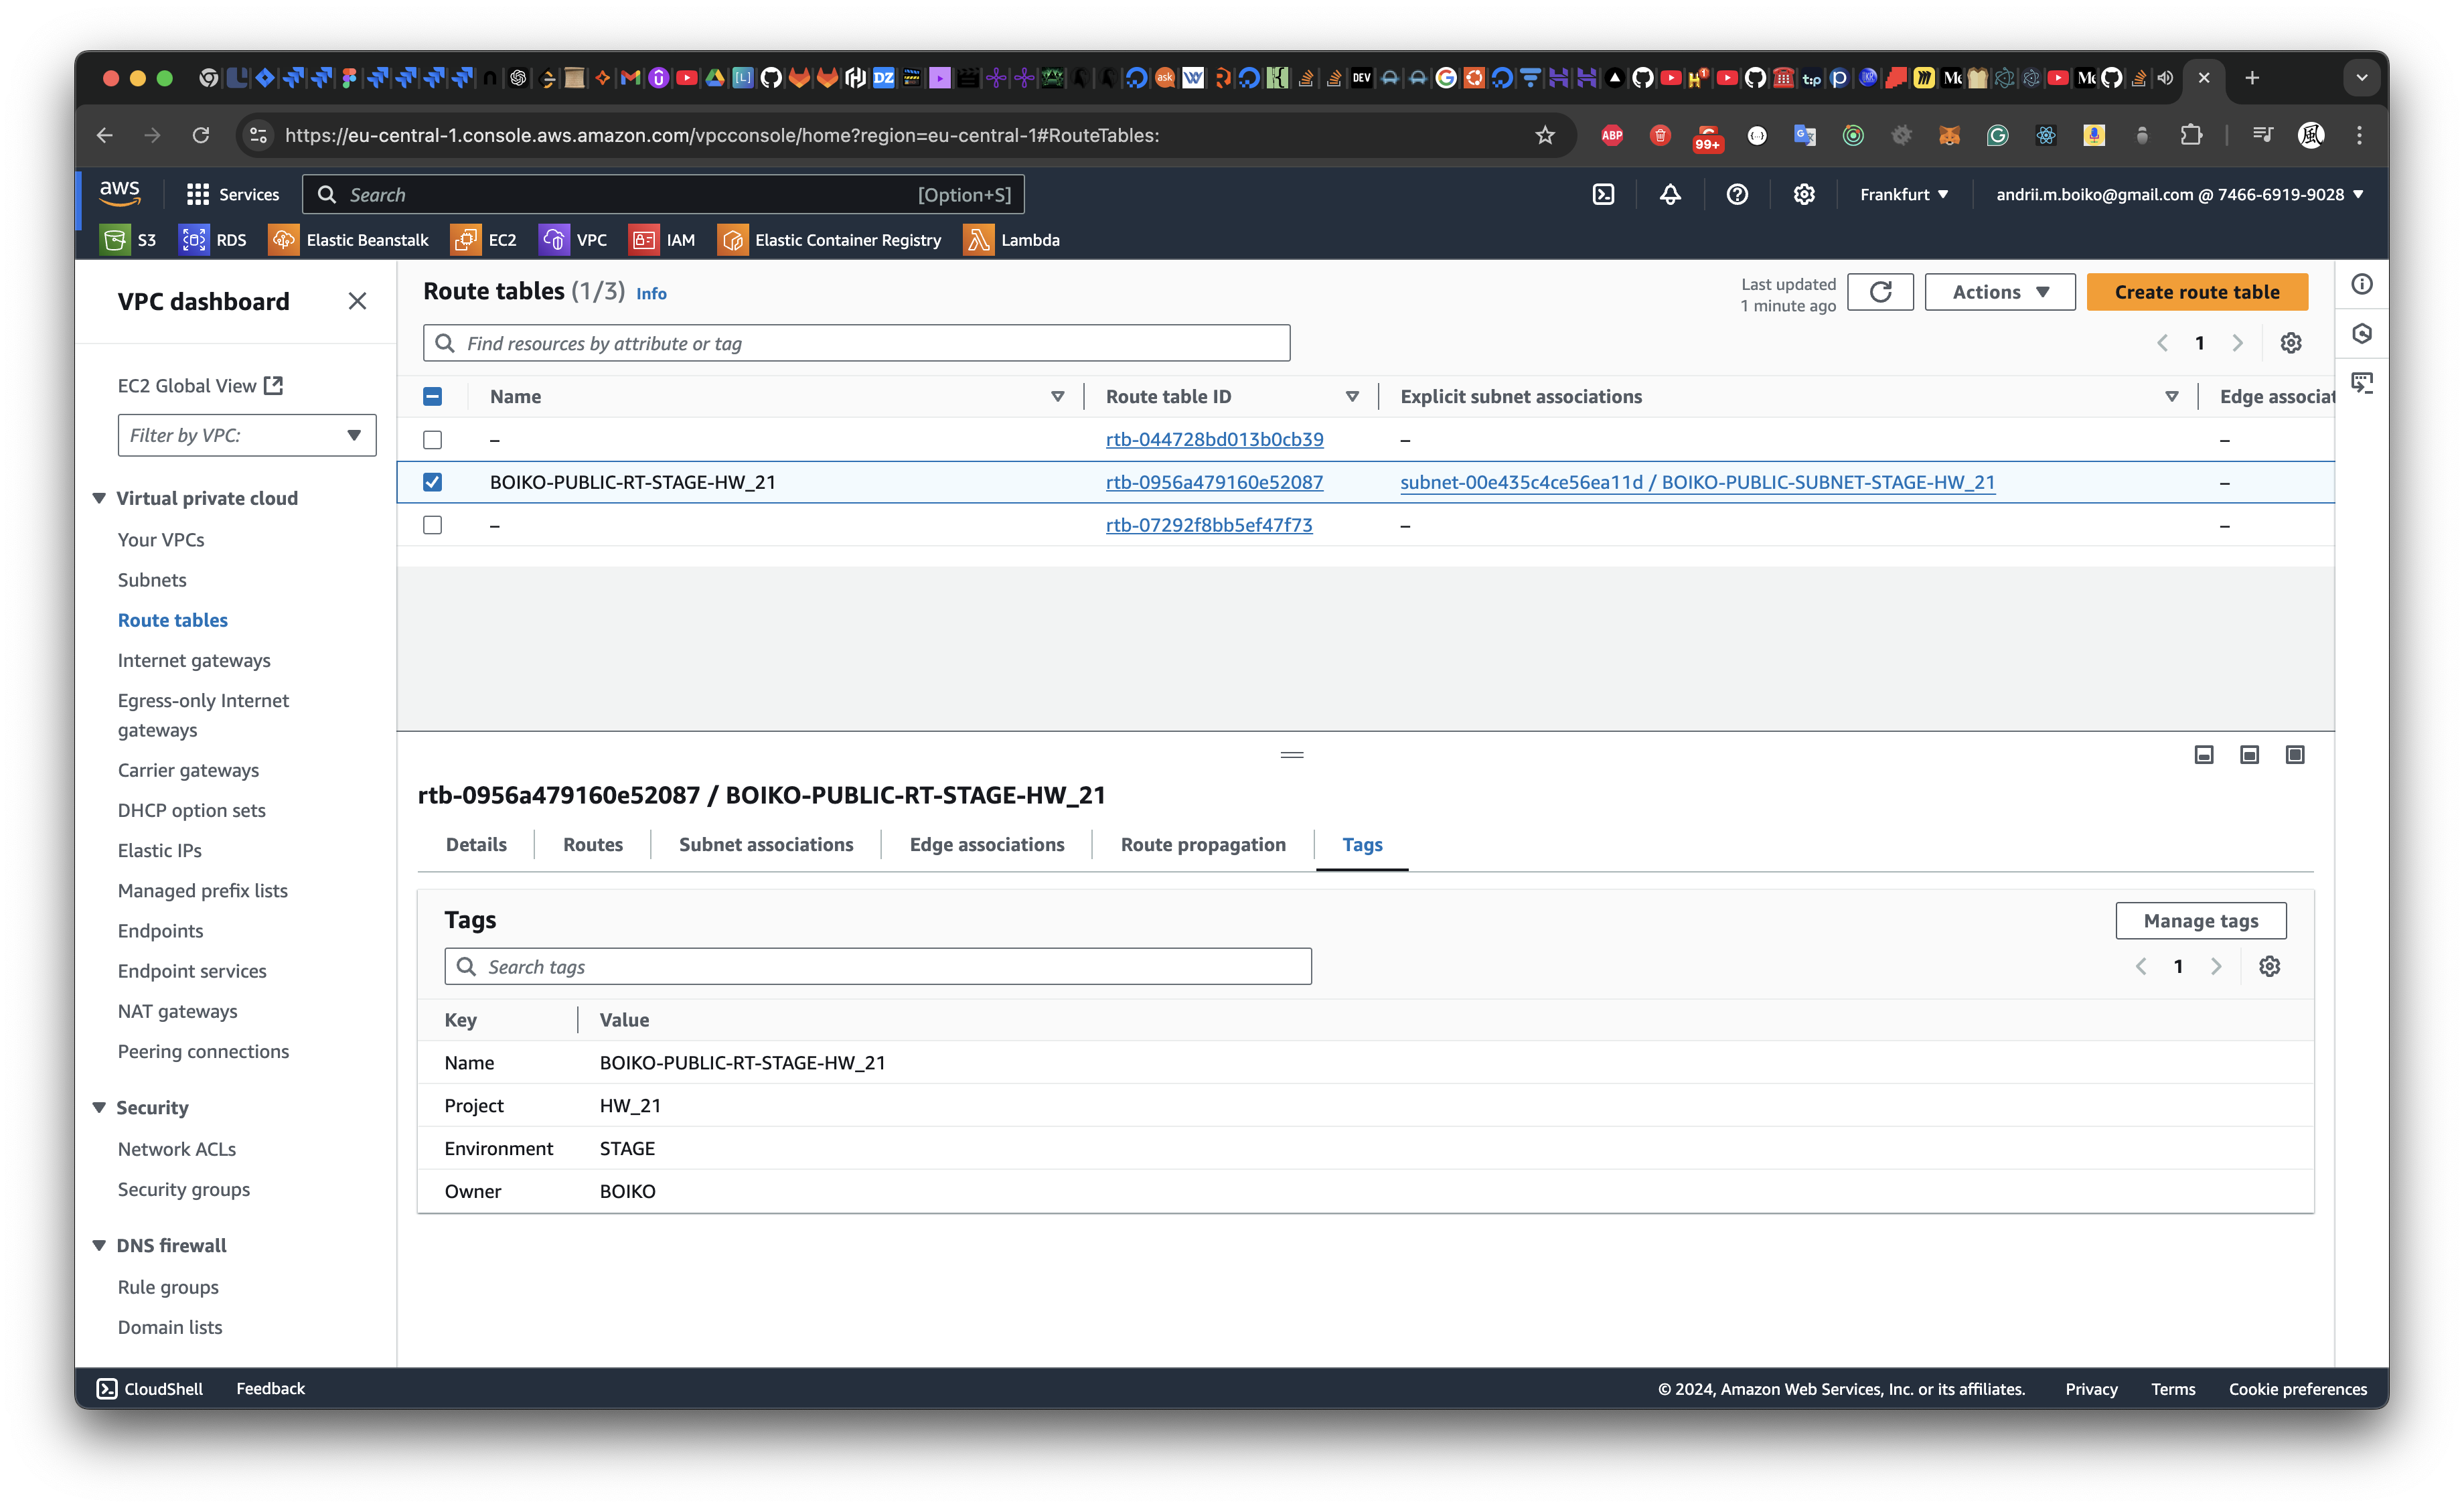 https://eu-central-1.console.aws.amazon.com/vpcconsole/home?region=eu-central-1#RouteTables:
ABP
99+
風
aws
Services
Search
[Option+S]
Frankfurt
andrii.m.boiko@gmail.com @ 7466-6919-9028
S3
RDS
Elastic Beanstalk
EC2
VPC
IAM
Elastic Container Registry
Lambda
VPC dashboard
EC2 Global View
Filter by VPC:
Virtual private cloud
Your VPCs
Subnets
Route tables
Internet gateways
Egress-only Internet
gateways
Carrier gateways
DHCP option sets
Elastic IPs
Managed prefix lists
Endpoints
Endpoint services
NAT gateways
Peering connections
Security
Network ACLs
Security groups
DNS firewall
Rule groups
Domain lists
Route tables (1/3) Info
Last updated
1 minute ago
Actions
Create route table
Find resources by attribute or tag
1
Name Route table ID Explicit subnet associations Edge associat
– rtb-044728bd013b0cb39 – –
BOIKO-PUBLIC-RT-STAGE-HW_21 rtb-0956a479160e52087 subnet-00e435c4ce56ea11d / BOIKO-PUBLIC-SUBNET-STAGE-HW_21 –
– rtb-07292f8bb5ef47f73 – –
rtb-0956a479160e52087 / BOIKO-PUBLIC-RT-STAGE-HW_21
Details Routes Subnet associations Edge associations Route propagation Tags
Tags
Manage tags
Search tags
1
Key Value
Name BOIKO-PUBLIC-RT-STAGE-HW_21
Project HW_21
Environment STAGE
Owner BOIKO
CloudShell
Feedback
© 2024, Amazon Web Services, Inc. or its affiliates.
Privacy
Terms
Cookie preferences